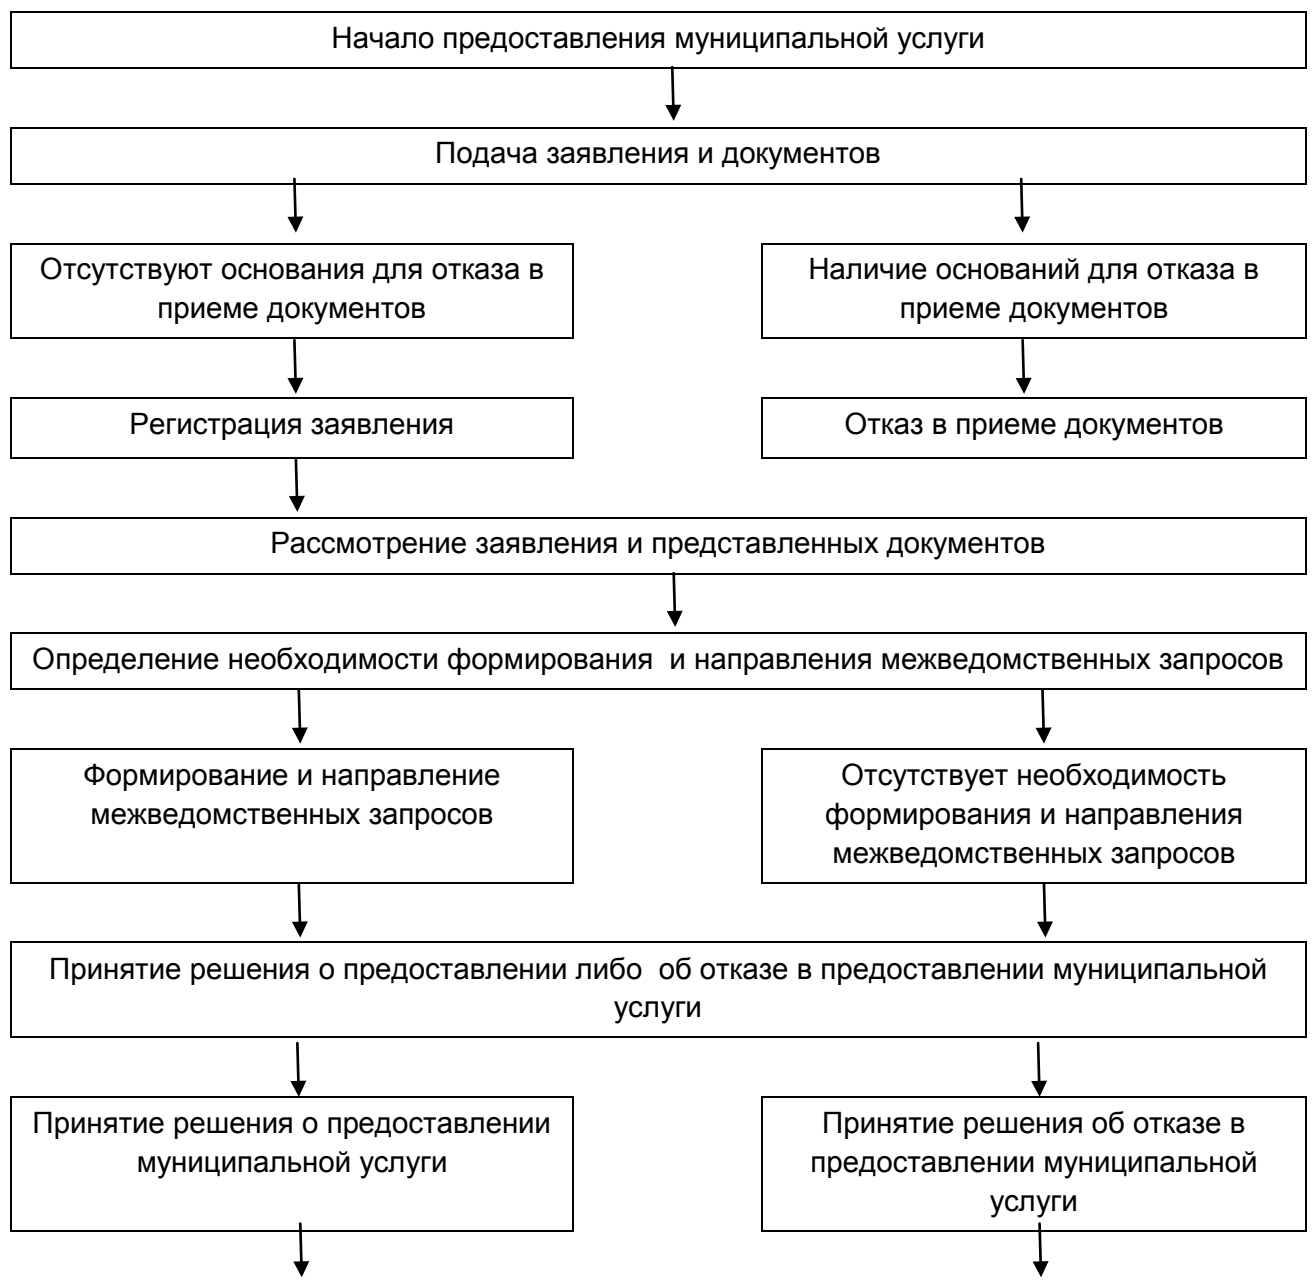 Начало предоставления муниципальной услуги
Подача заявления и документов
Отсутствуют основания для отказа в
приеме документов
Наличие оснований для отказа в
приеме документов
Регистрация заявления
Отказ в приеме документов
Рассмотрение заявления и представленных документов
Определение необходимости формирования  и направления межведомственных запросов
Формирование и направление
межведомственных запросов
Отсутствует необходимость
формирования и направления
межведомственных запросов
Принятие решения о предоставлении либо  об отказе в предоставлении муниципальной
услуги
Принятие решения о предоставлении
муниципальной услуги
Принятие решения об отказе в
предоставлении муниципальной
услуги